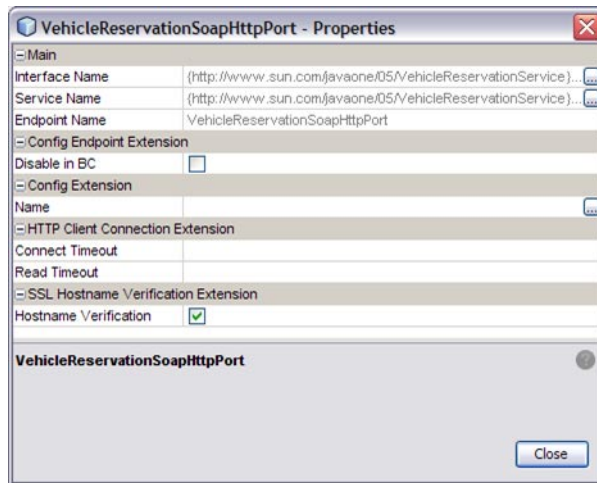 VehicleReservationSoapHttpPort - Properties
Main
Interface Name {http://www.sun.com/javaone/05/VehicleReservationService}... ...
Service Name {http://www.sun.com/javaone/05/VehicleReservationService}... ...
Endpoint Name VehicleReservationSoapHttpPort
Config Endpoint Extension
Disable in BC
Config Extension
Name ...
HTTP Client Connection Extension
Connect Timeout
Read Timeout
SSL Hostname Verification Extension
Hostname Verification
VehicleReservationSoapHttpPort ?
Close